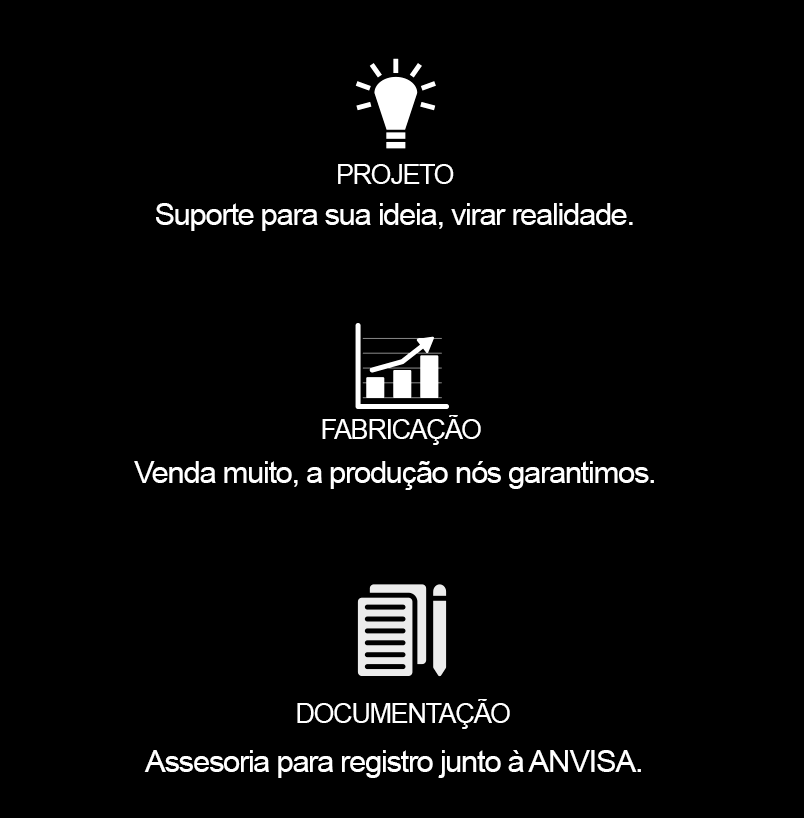 PROJETO
Suporte para sua ideia, virar realidade.
FABRICAÇÃO
Venda muito, a produção nós garantimos.
DOCUMENTAÇÃO
Assesoria para registro junto à ANVISA.